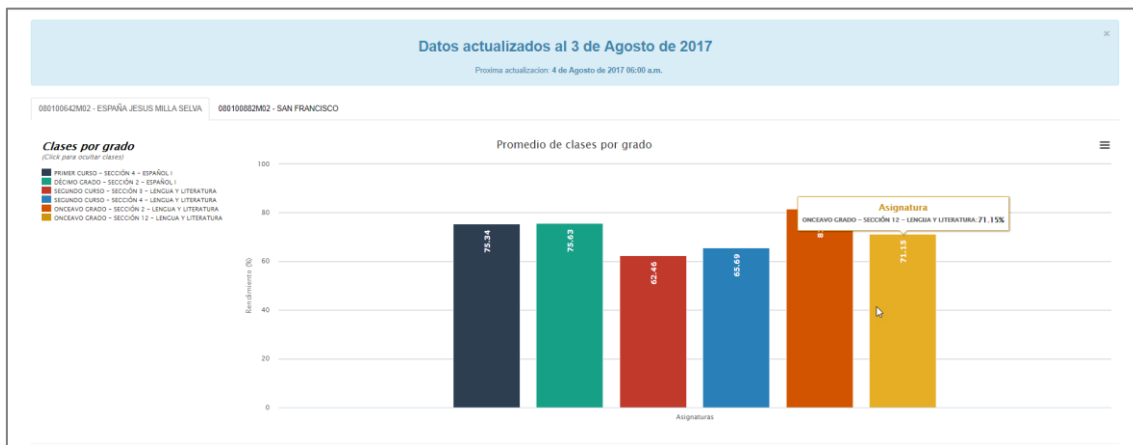 Datos actualizados al 3 de Agosto de 2017
×
Proxima actualizacion: 4 de Agosto de 2017 06:00 a.m.
080100642M02 - ESPAÑA JESUS MILLA SELVA
080100882M02 - SAN FRANCISCO
Clases por grado
(Click para ocultar clases)
PRIMER CURSO - SECCIÓN 4 - ESPAÑOL I
DÉCIMO GRADO - SECCIÓN 2 - ESPAÑOL I
SEGUNDO CURSO - SECCIÓN 3 - LENGUA Y LITERATURA
SEGUNDO CURSO - SECCIÓN 4 - LENGUA Y LITERATURA
ONCEAVO GRADO - SECCIÓN 2 - LENGUA Y LITERATURA
ONCEAVO GRADO - SECCIÓN 12 - LENGUA Y LITERATURA
Promedio de clases por grado
Rendimiento (%)
100
80
60
40
20
0
75.34
75.63
62.46
65.69
71.15
Asignatura
ONCEAVO GRADO - SECCIÓN 12 - LENGUA Y LITERATURA: 71.15%
Asignaturas